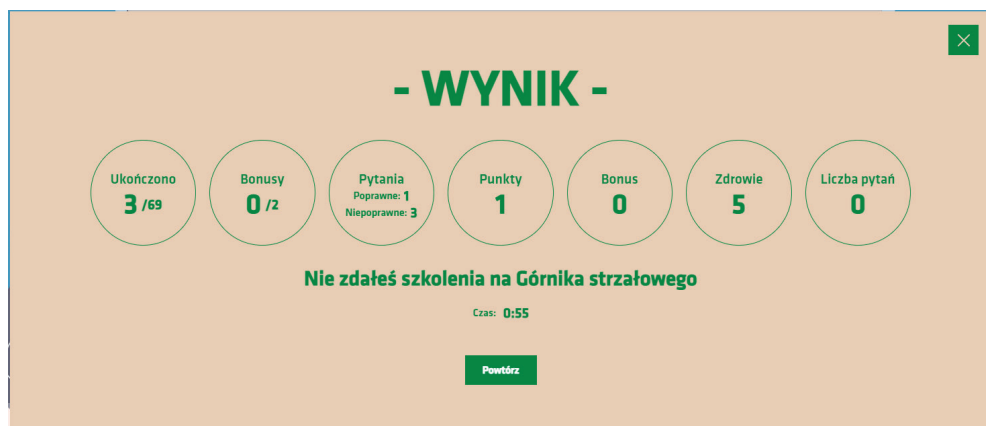 - WYNIK -
Ukończono
3 /69
Bonusy
0 /2
Pytania
Poprawne: 1
Niepoprawne: 3
Punkty
1
Bonus
0
Zdrowie
5
Liczba pytań
0
Nie zdałeś szkolenia na Górnika strzałowego
Czas: 0:55
Powtórz